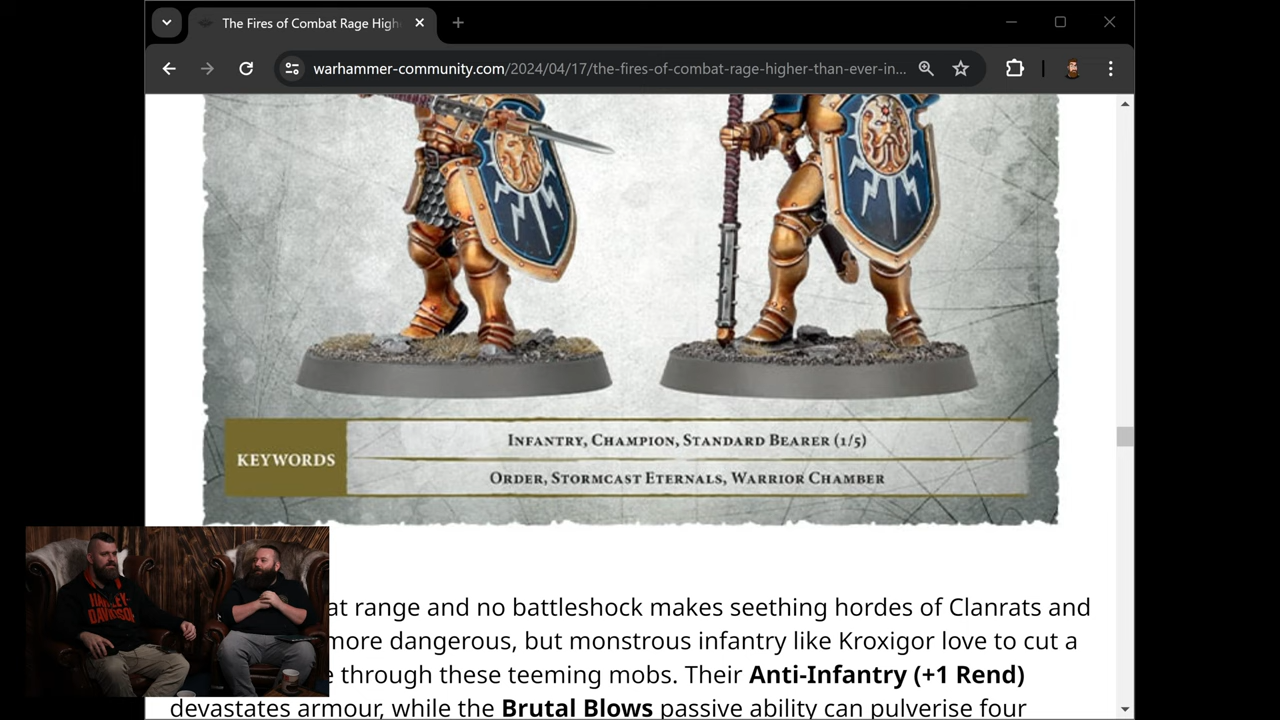 The Fires of Combat Rage High
warhammer-community.com/2024/04/17/the-fires-of-combat-rage-higher-than-ever-in...
KEYWORDS
INFANTRY, CHAMPION, STANDARD BEARER (1/5)
ORDER, STORMCAST ETERNALS, WARRIOR CHAMBER
at range and no battleshock makes seething hordes of Clanrats and
more dangerous, but monstrous infantry like Kroxigor love to cut a
through these teeming mobs. Their Anti-Infantry (+1 Rend)
devastates armour, while the Brutal Blows passive ability can pulverise four
HARLEY-
DAVIDSON